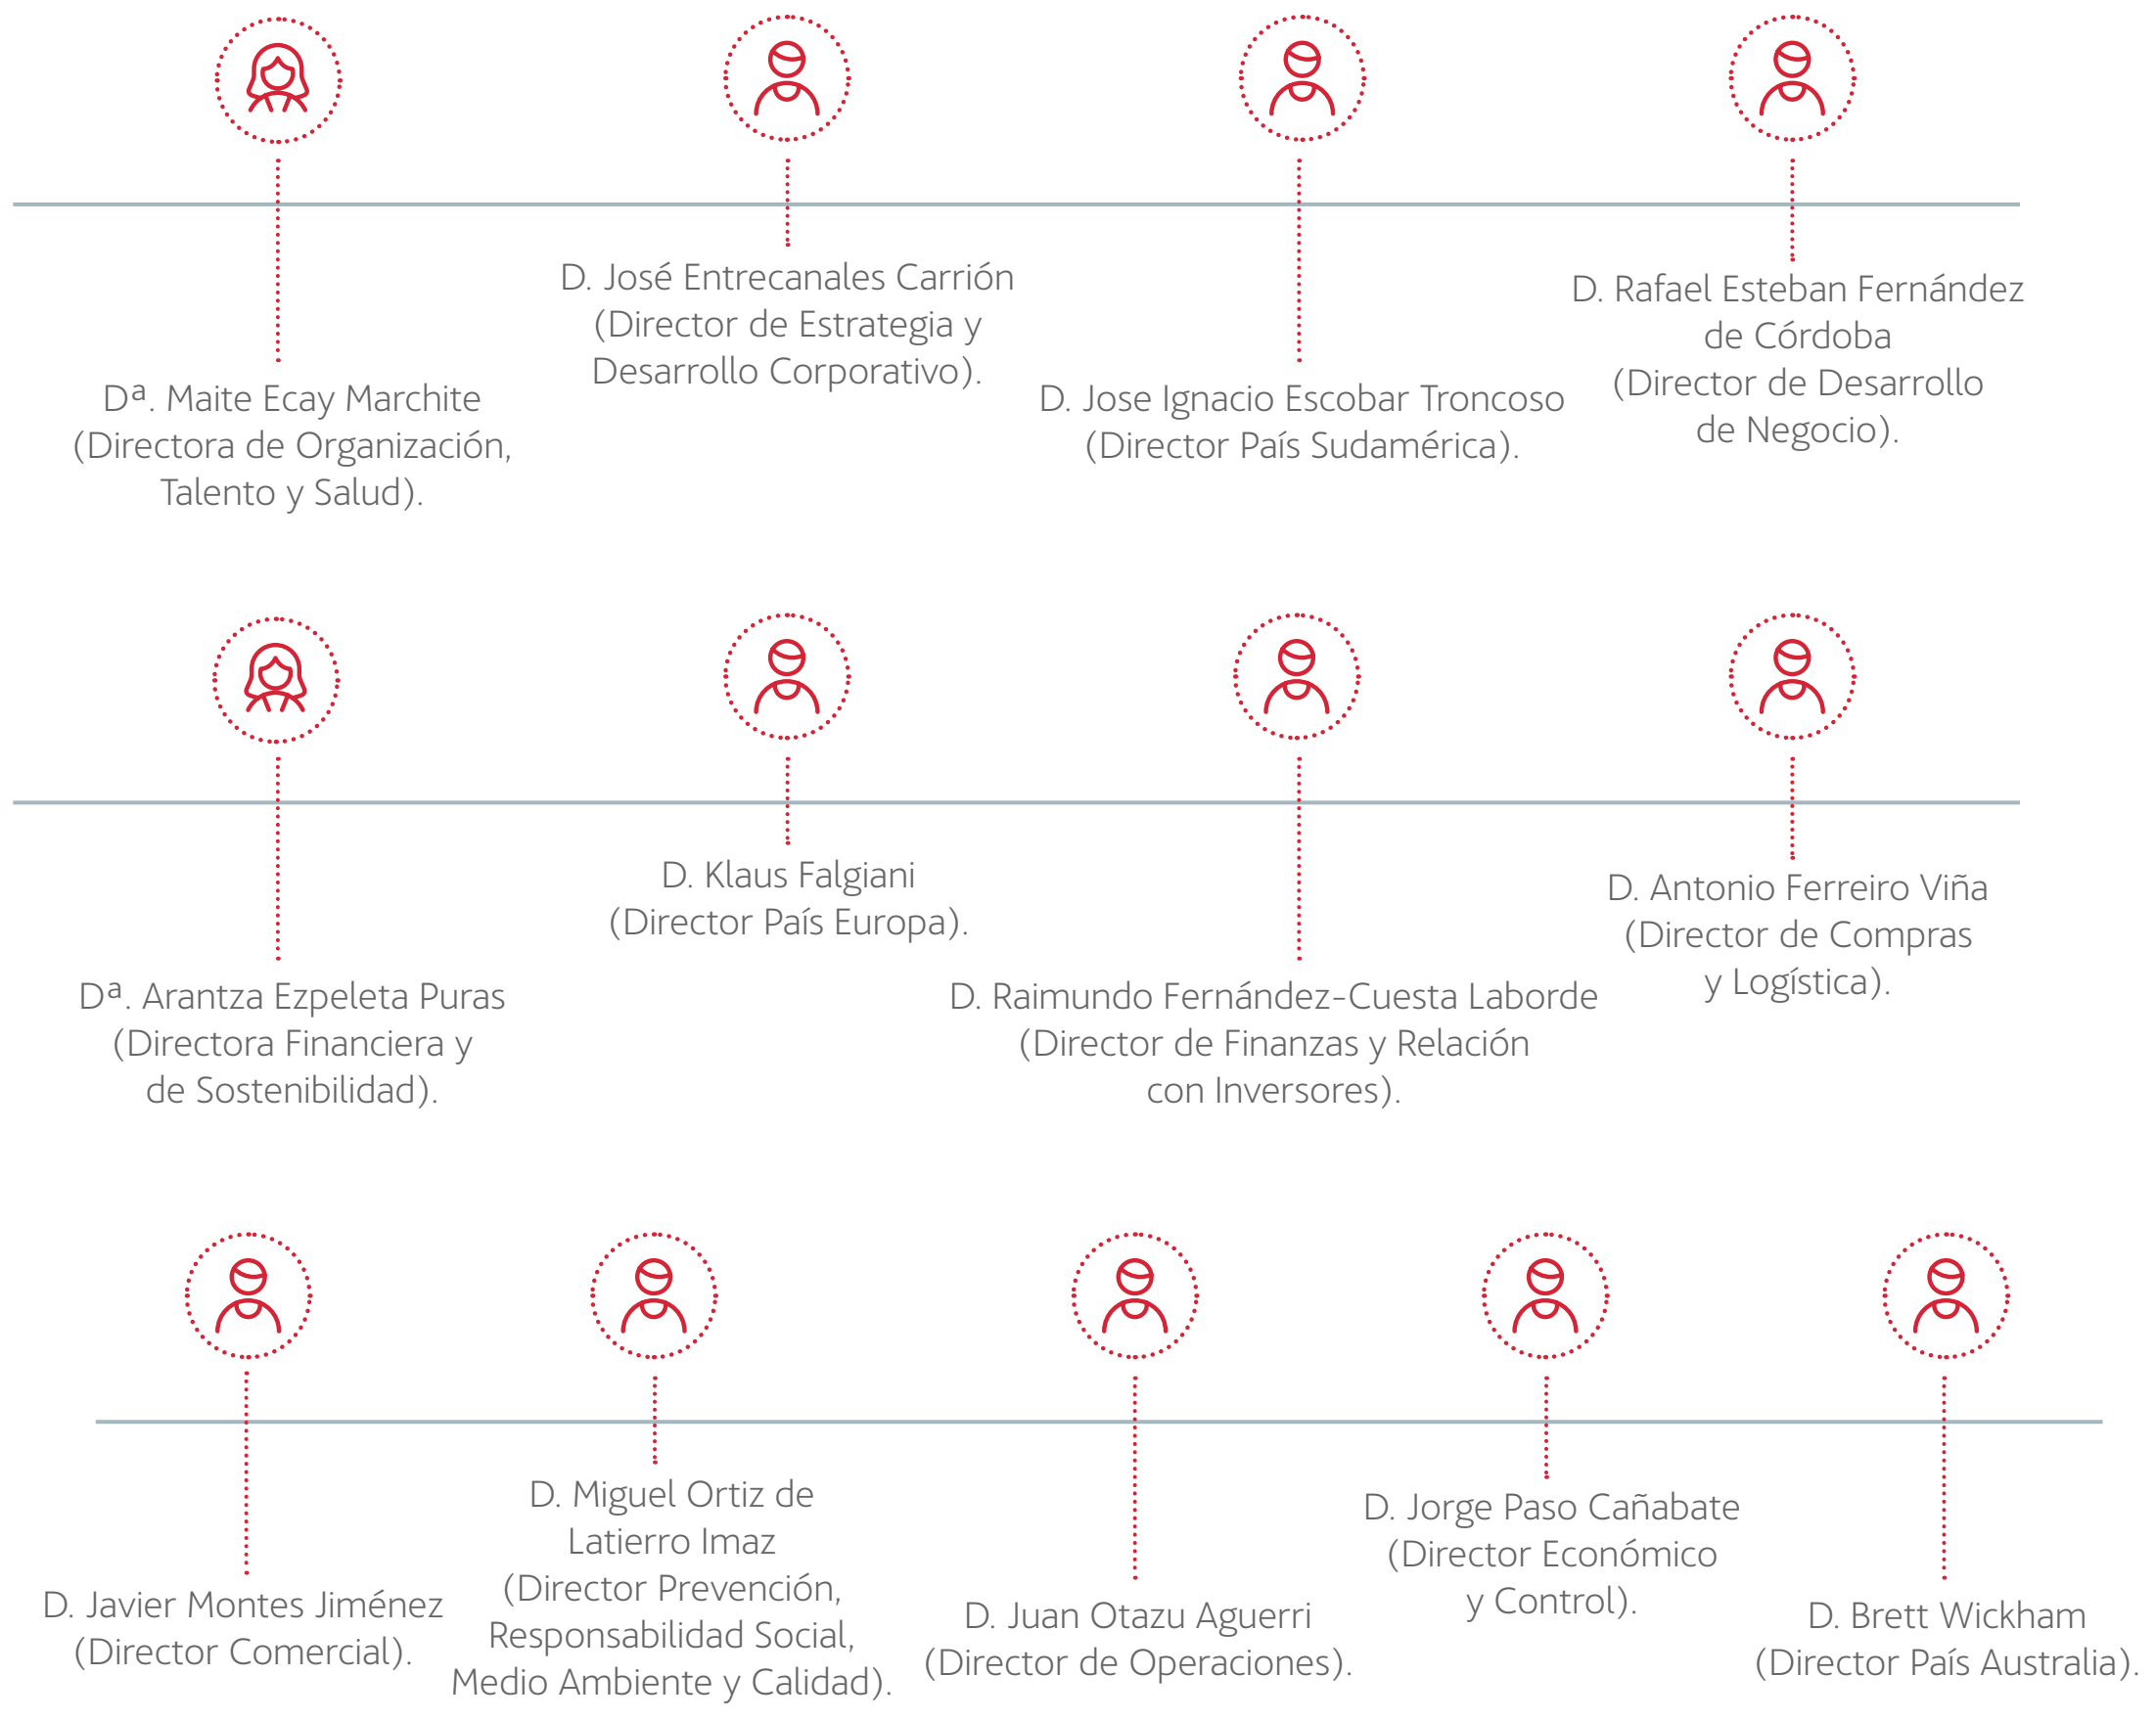 Dª. Maite Ecay Marchite
(Directora de Organización,
Talento y Salud).
D. José Entrecanales Carrión
(Director de Estrategia y
Desarrollo Corporativo).
D. Jose Ignacio Escobar Troncoso
(Director País Sudamérica).
D. Rafael Esteban Fernández
de Córdoba
(Director de Desarrollo
de Negocio).
Dª. Arantza Ezpeleta Puras
(Directora Financiera y
de Sostenibilidad).
D. Klaus Falgiani
(Director País Europa).
D. Raimundo Fernández-Cuesta Laborde
(Director de Finanzas y Relación
con Inversores).
D. Antonio Ferreiro Viña
(Director de Compras
y Logística).
D. Javier Montes Jiménez
(Director Comercial).
D. Miguel Ortiz de
Latierro Imaz
(Director Prevención,
Responsabilidad Social,
Medio Ambiente y Calidad).
D. Juan Otazu Aguerri
(Director de Operaciones).
D. Jorge Paso Cañabate
(Director Económico
y Control).
D. Brett Wickham
(Director País Australia).